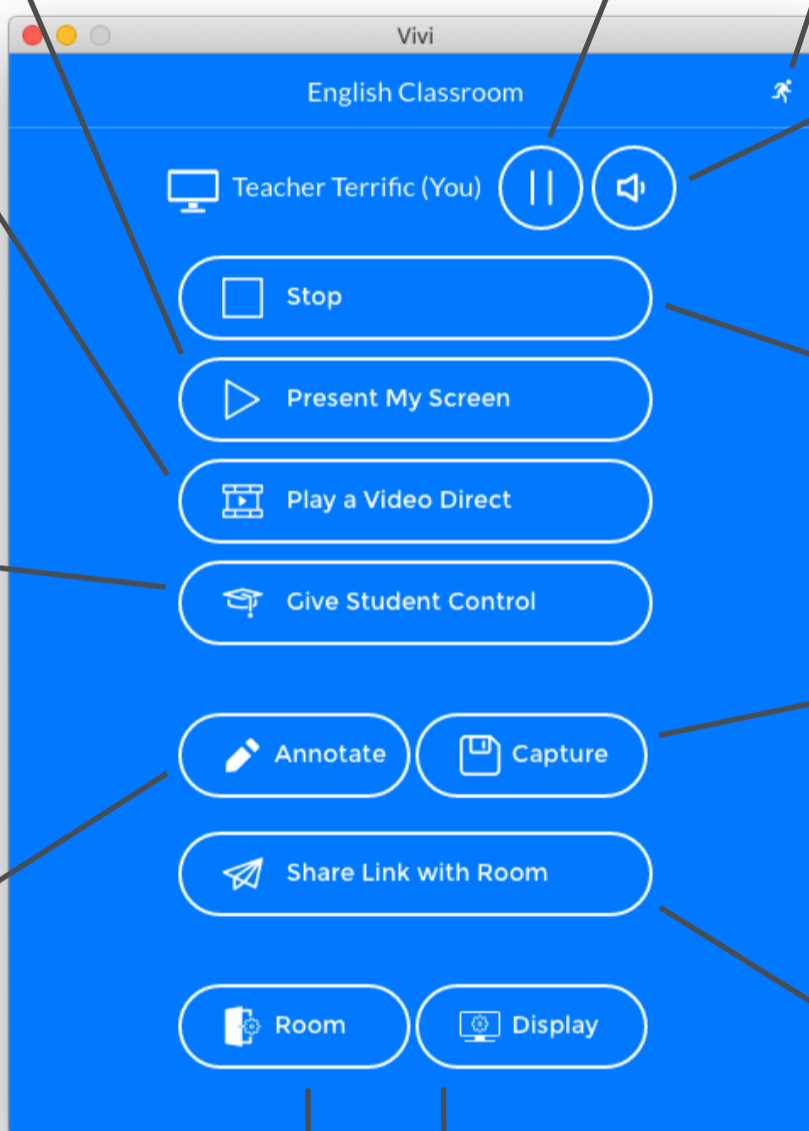 Vivi
English Classroom
Teacher Terrific (You)
Stop
Present My Screen
Play a Video Direct
Give Student Control
Annotate Capture
Share Link with Room
Room Display